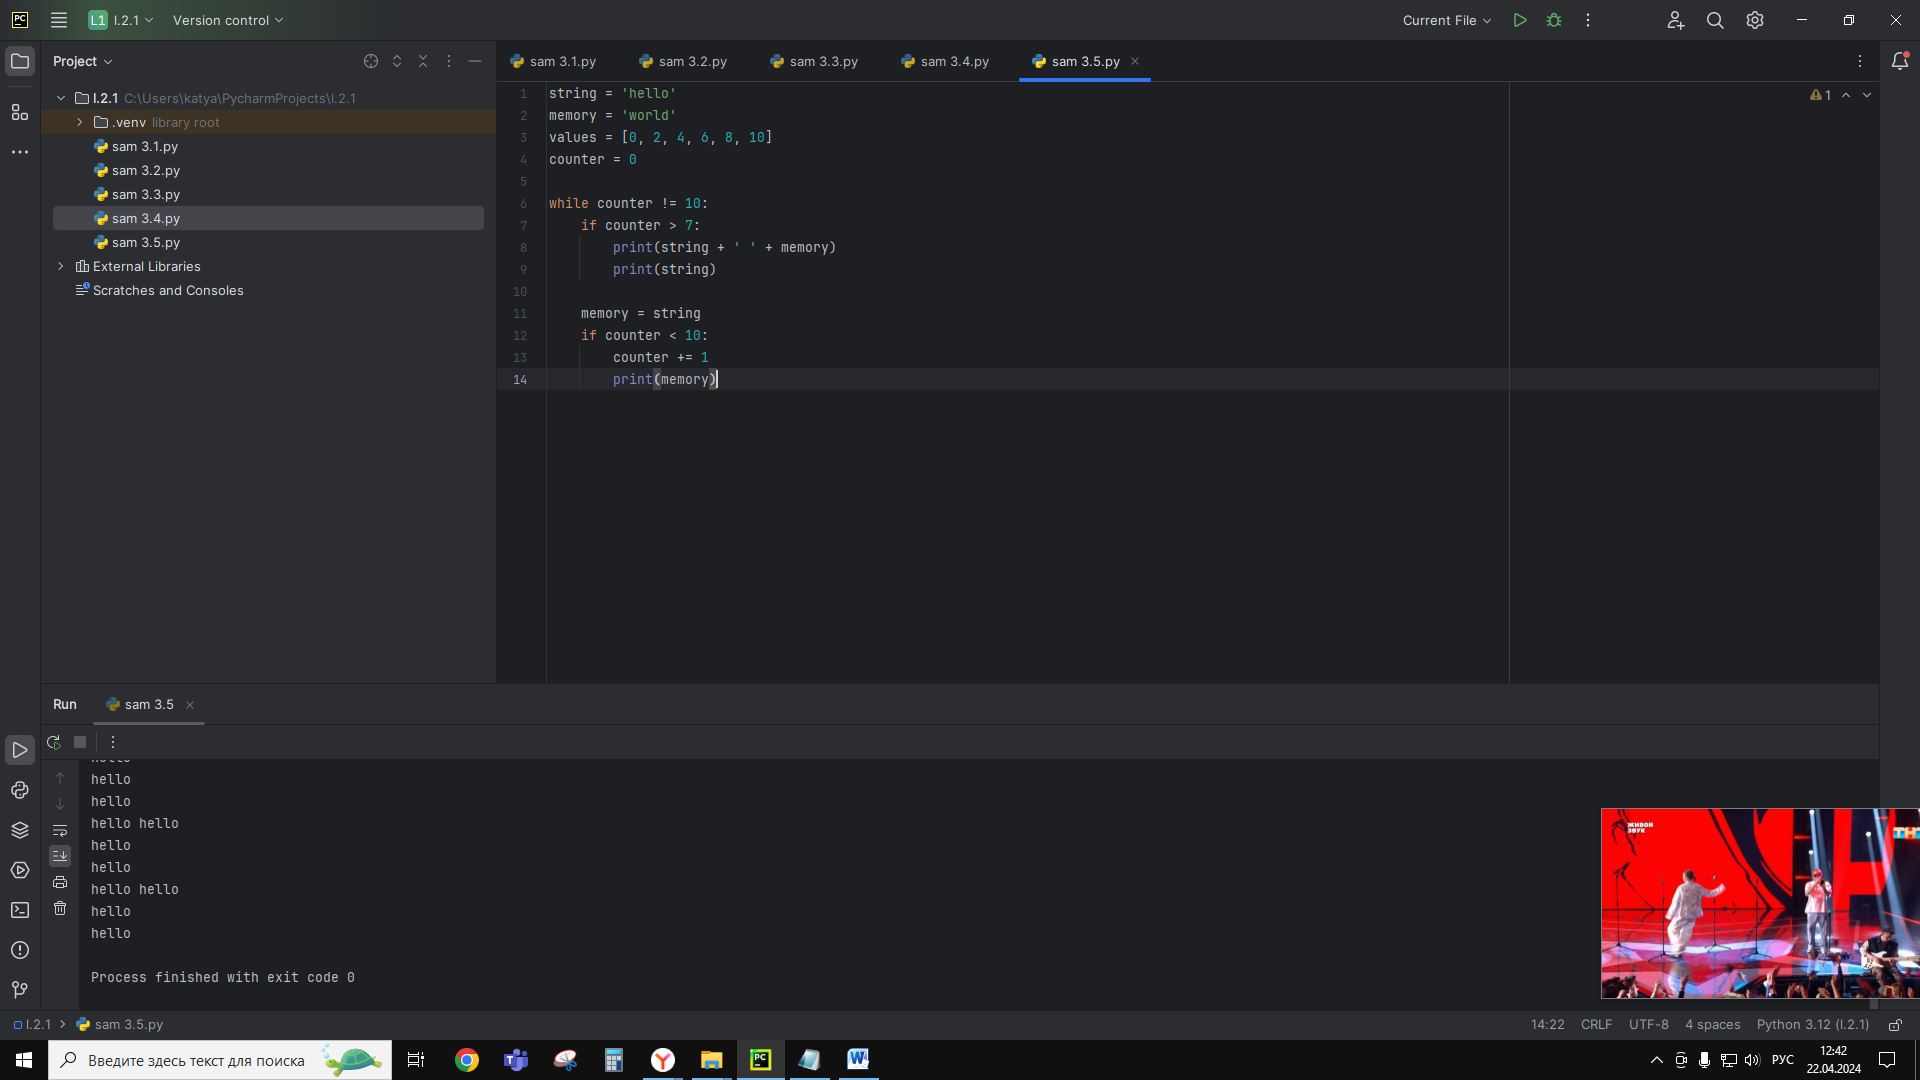 PC
L1 l.2.1
Version control
Current File
Project
sam 3.1.py
sam 3.2.py
sam 3.3.py
sam 3.4.py
sam 3.5.py
l.2.1 C:\Users\katya\PycharmProjects\l.2.1
.venv library root
sam 3.1.py
sam 3.2.py
sam 3.3.py
sam 3.4.py
sam 3.5.py
External Libraries
Scratches and Consoles
1
1 string = 'hello'
2 memory = 'world'
3 values = [0, 2, 4, 6, 8, 10]
4 counter = 0
5
6 while counter != 10:
7 if counter > 7:
8 print(string + ' ' + memory)
9 print(string)
10
11 memory = string
12 if counter < 10:
13 counter += 1
14 print(memory)
Run
sam 3.5
hello
hello
hello
hello hello
hello
hello
hello hello
hello
hello
Process finished with exit code 0
ЖИВОЙ
ЗВУК
ТНТ
l.2.1 sam 3.5.py
14:22 CRLF UTF-8 4 spaces Python 3.12 (l.2.1)
Введите здесь текст для поиска
PC
РУС
12:42
22.04.2024